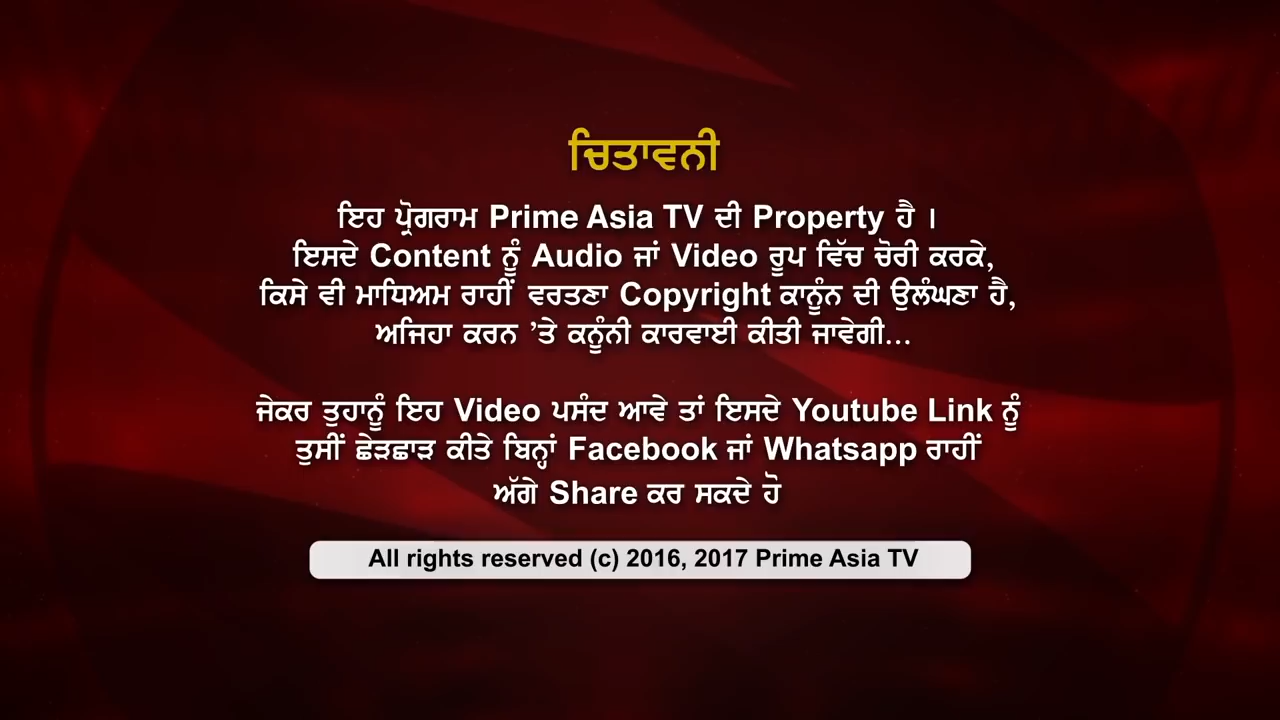 ਚਿਤਾਵਨੀ
ਇਹ ਪ੍ਰੋਗਰਾਮ Prime Asia TV ਦੀ Property ਹੈ ।
ਇਸਦੇ Content ਨੂੰ Audio ਜਾਂ Video ਰੂਪ ਵਿੱਚ ਚੋਰੀ ਕਰਕੇ,
ਕਿਸੇ ਵੀ ਮਾਧਿਅਮ ਰਾਹੀਂ ਵਰਤਣਾ Copyright ਕਾਨੂੰਨ ਦੀ ਉਲੰਘਣਾ ਹੈ,
ਅਜਿਹਾ ਕਰਨ ’ਤੇ ਕਨੂੰਨੀ ਕਾਰਵਾਈ ਕੀਤੀ ਜਾਵੇਗੀ...
ਜੇਕਰ ਤੁਹਾਨੂੰ ਇਹ Video ਪਸੰਦ ਆਵੇ ਤਾਂ ਇਸਦੇ Youtube Link ਨੂੰ
ਤੁਸੀਂ ਛੇੜਛਾੜ ਕੀਤੇ ਬਿਨ੍ਹਾਂ Facebook ਜਾਂ Whatsapp ਰਾਹੀਂ
ਅੱਗੇ Share ਕਰ ਸਕਦੇ ਹੋ
All rights reserved (c) 2016, 2017 Prime Asia TV